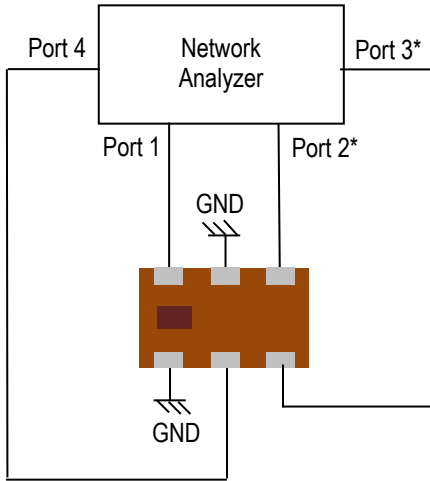 Port 4
Network
Analyzer
Port 3*
Port 1
Port 2*
GND
GND